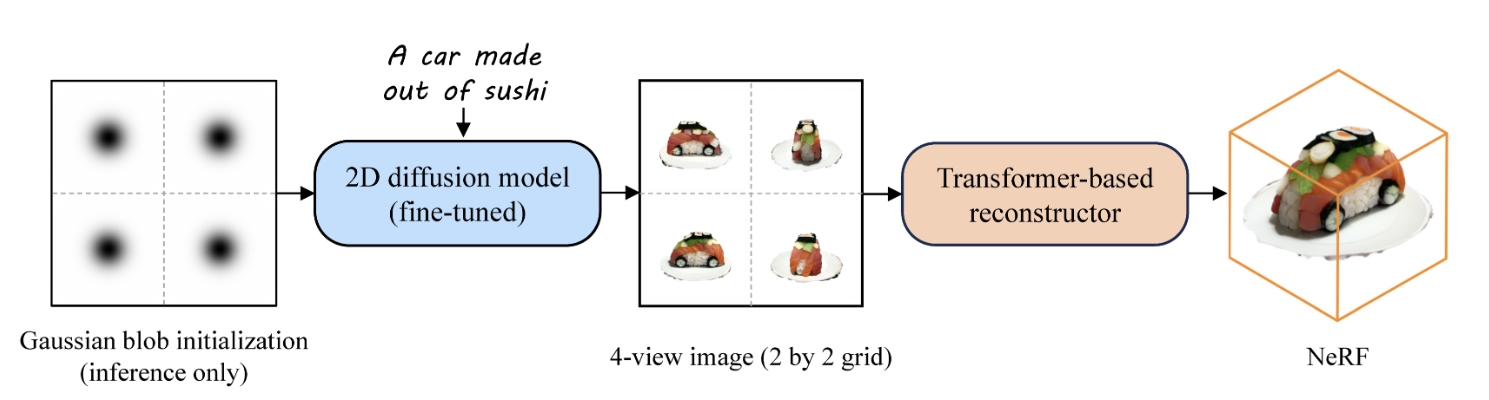 A car made
out of sushi
2D diffusion model
(fine-tuned)
Transformer-based
reconstructor
Gaussian blob initialization
(inference only)
4-view image (2 by 2 grid)
NeRF